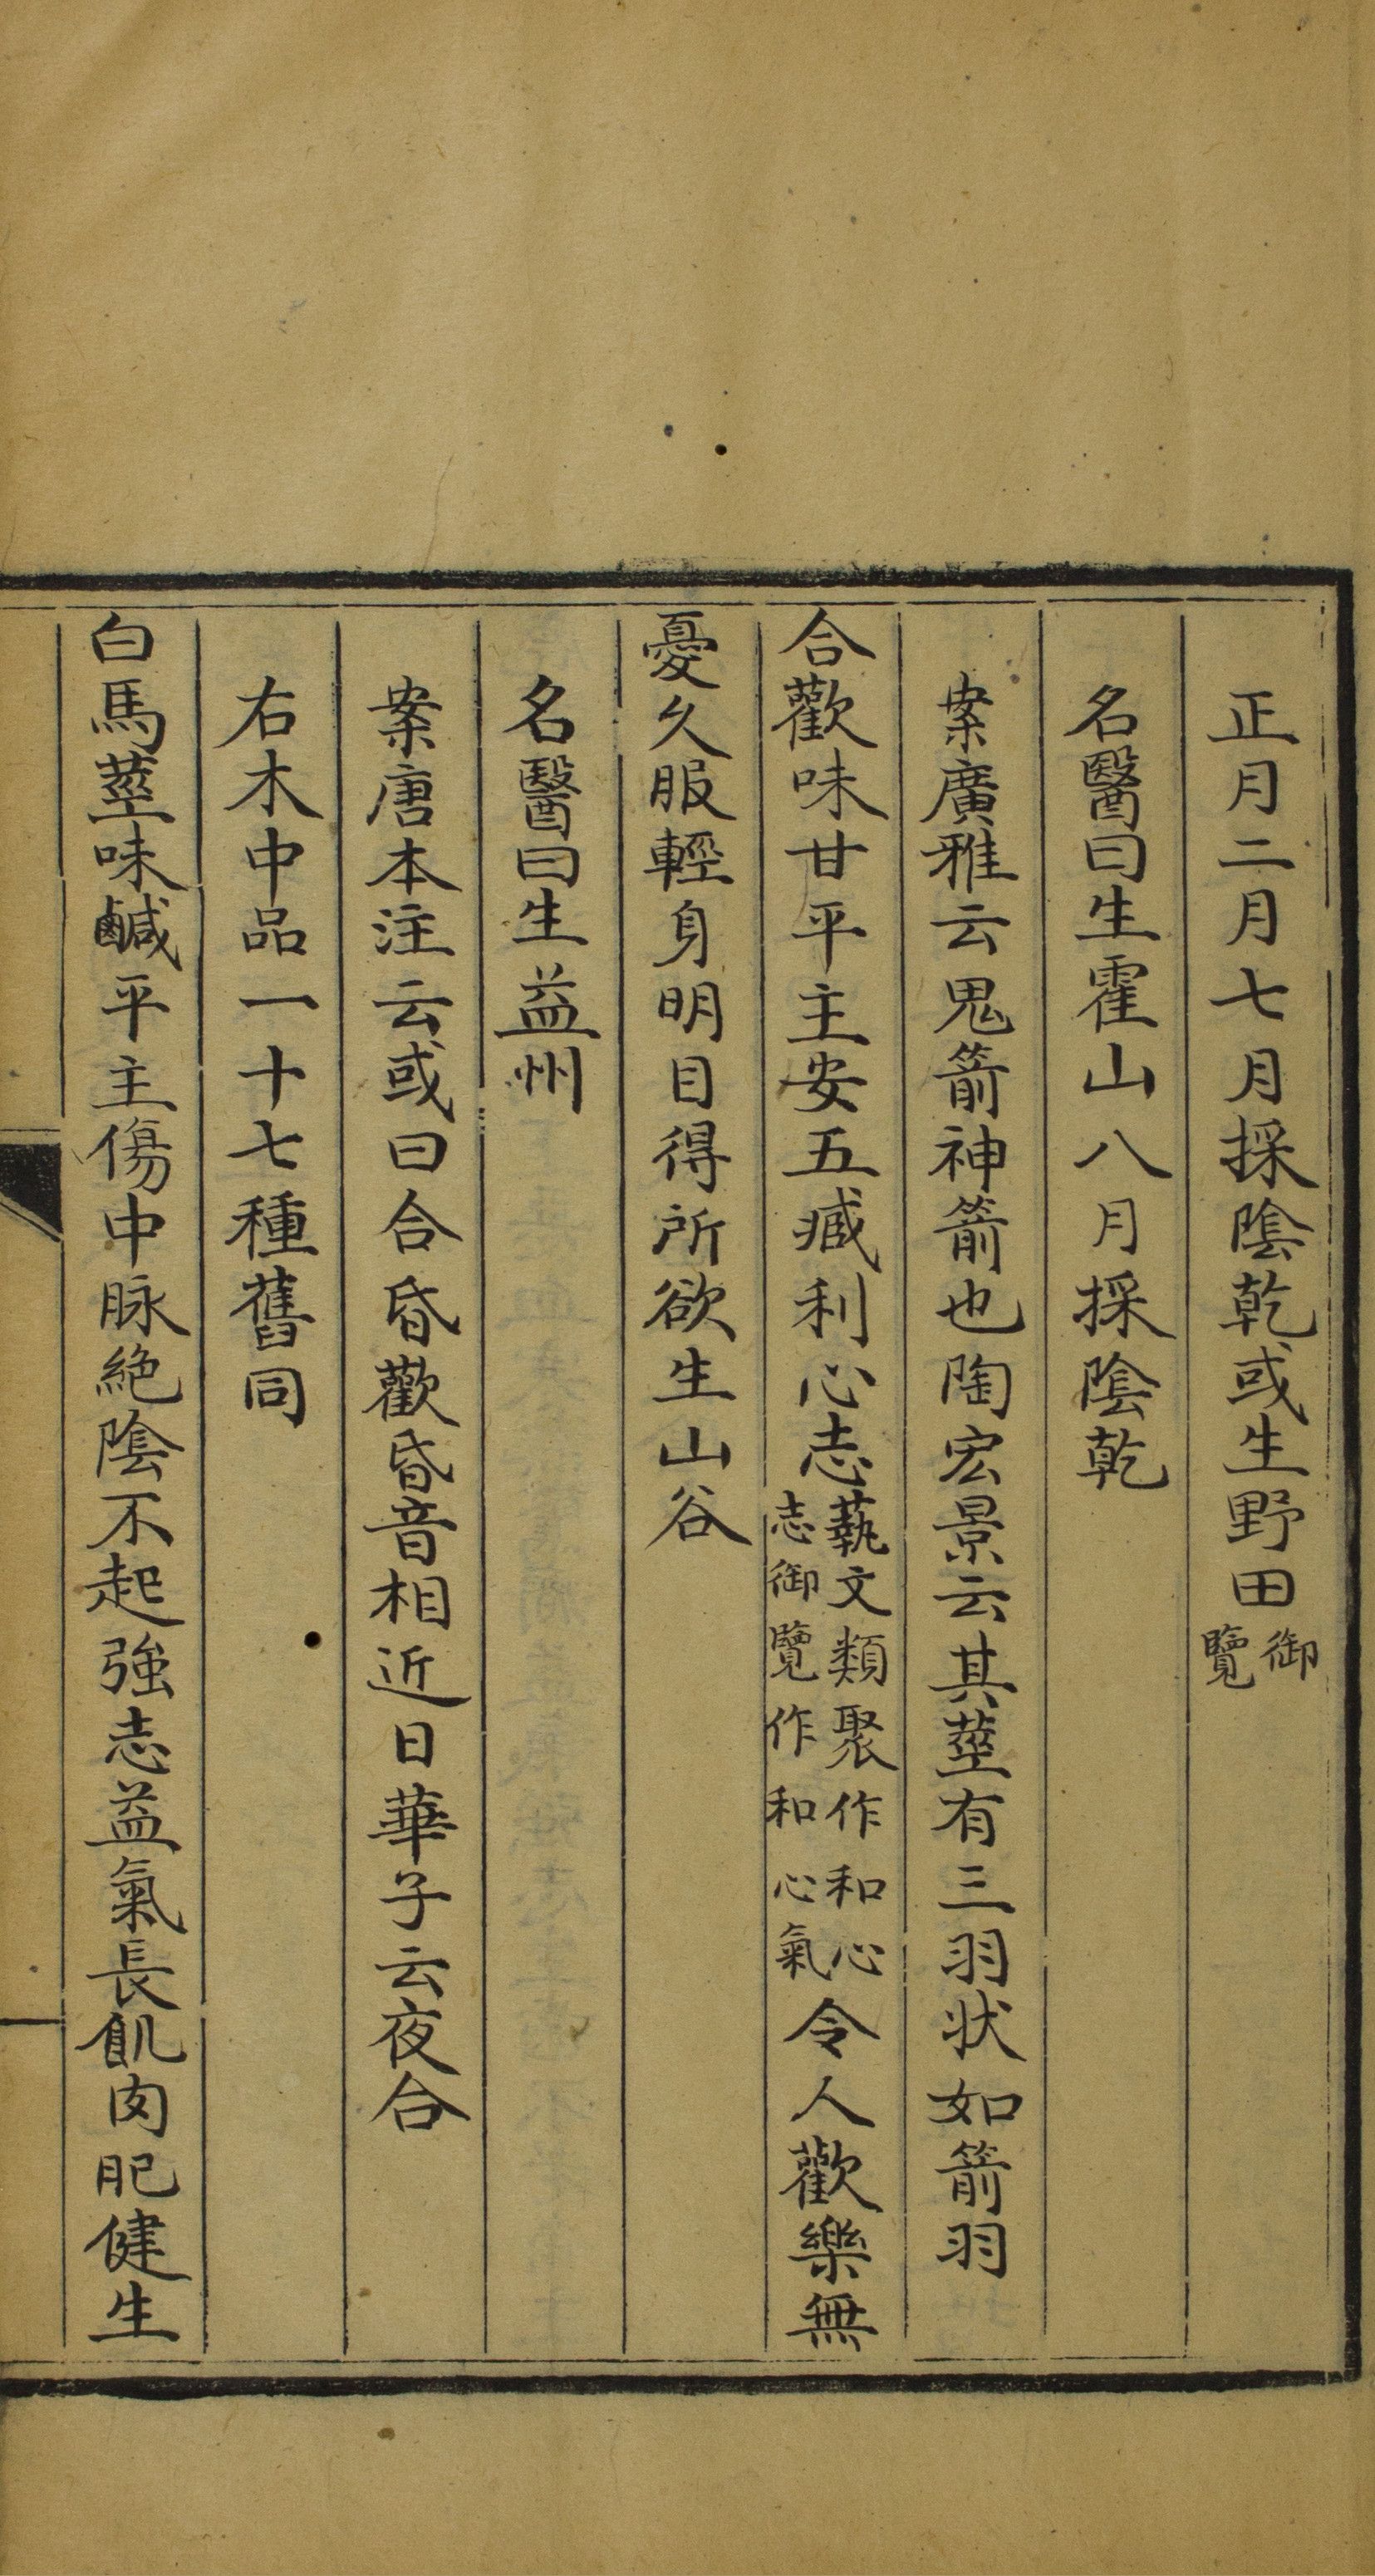 正月二月七月採陰乾或生野田御覽
名醫曰生霍山八月採陰乾
案廣雅云鬼箭神箭也陶宏景云其莖有三羽狀如箭羽
合歡味甘平主安五臧利心志藝文類聚作和心志御覽作和心氣令人歡樂無
憂久服輕身明目得所欲生山谷
名醫曰生益州
案唐本注云或曰合昏歡昏音相近日華子云夜合
右木中品一十七種舊同
白馬莖味鹹平主傷中脉絕陰不起強志益氣長飢肉肥健生